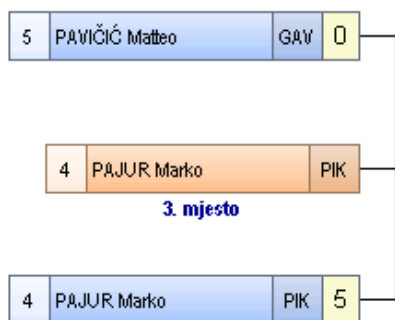 5 PAVIČIĆ Matteo GAV 0
4 PAJUR Marko PIK
3. mjesto
4 PAJUR Marko PIK 5